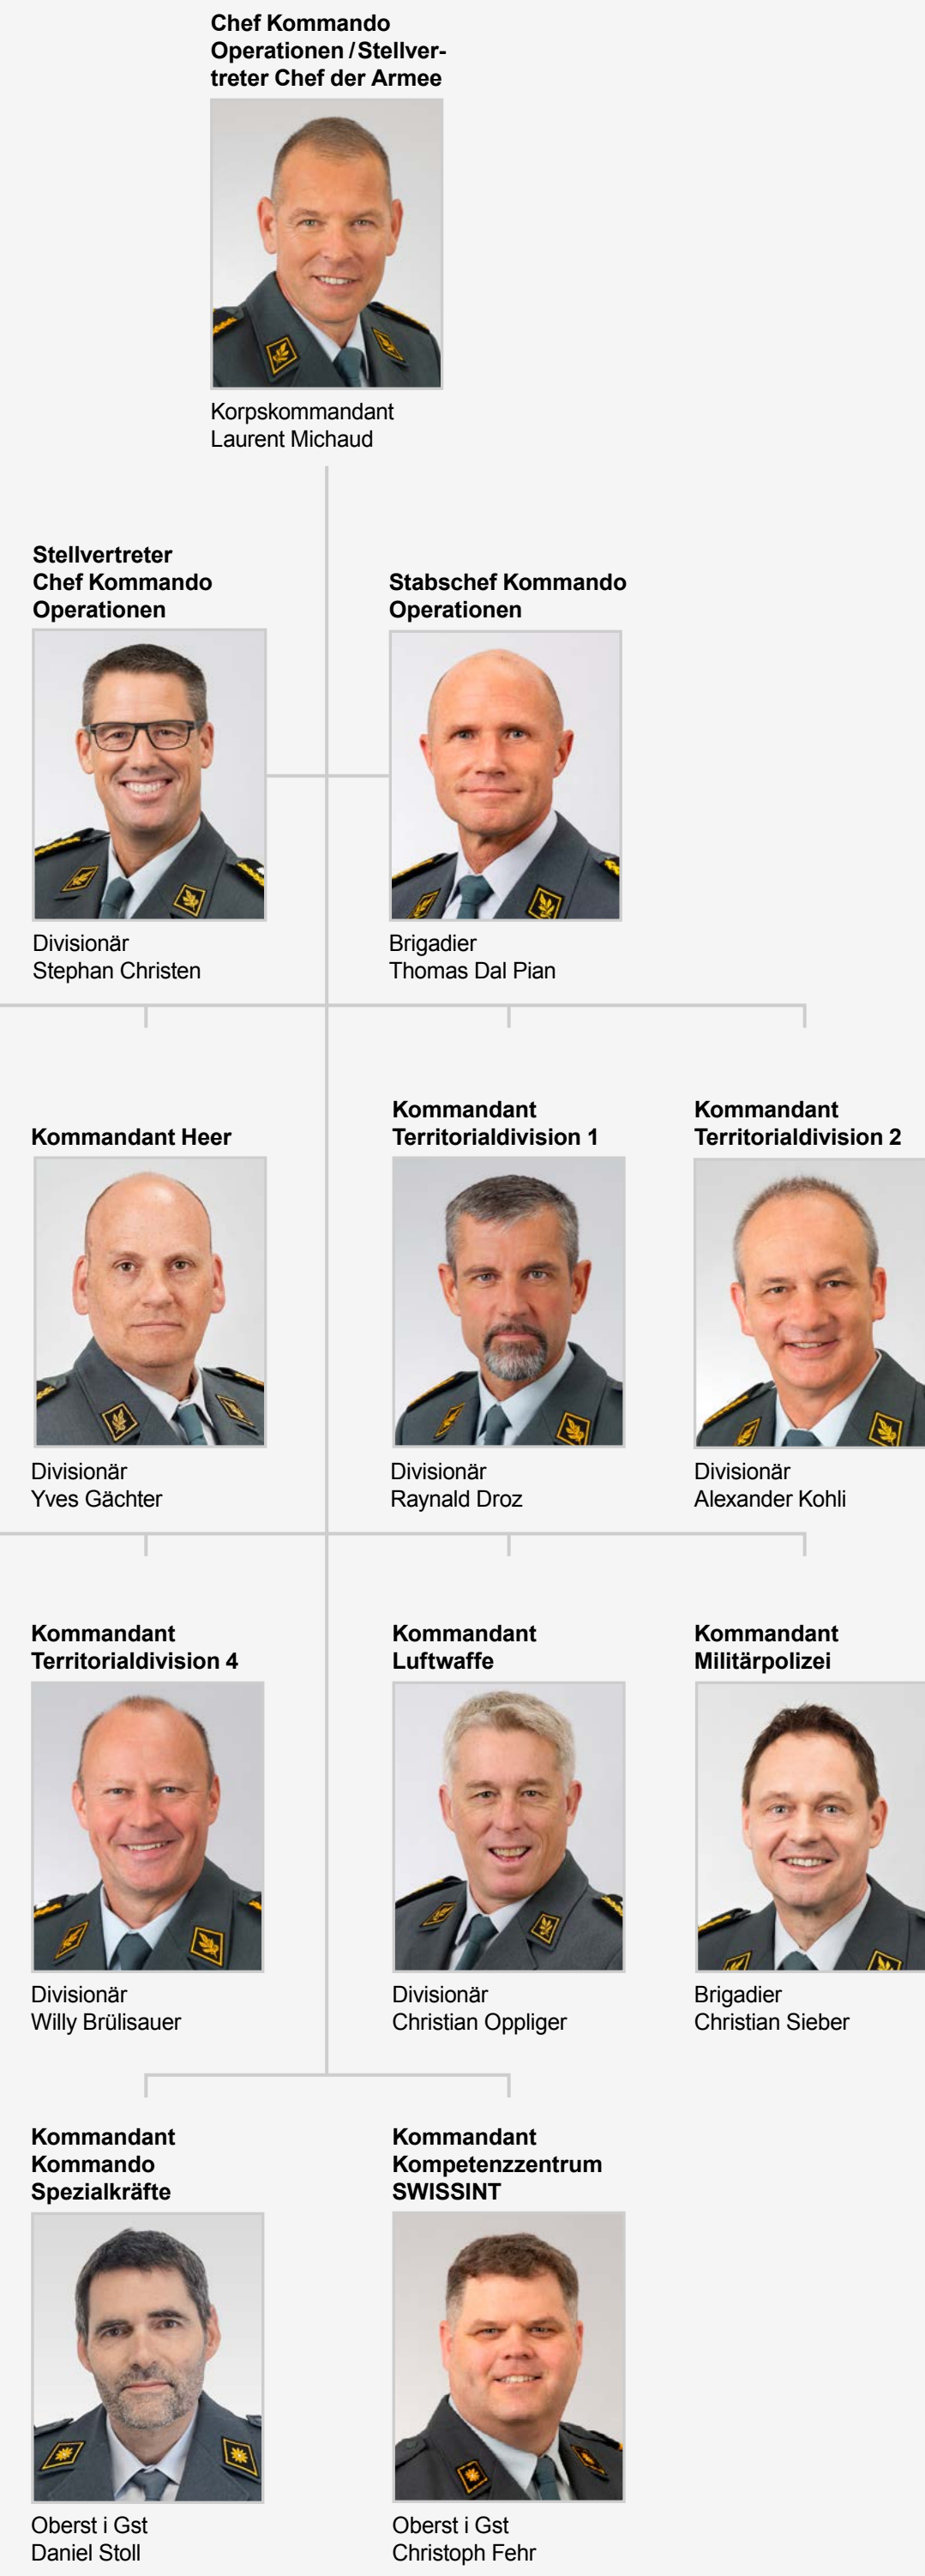 Chef Kommando
Operationen / Stellver-
treter Chef der Armee
Korpskommandant
Laurent Michaud
Stellvertreter
Chef Kommando
Operationen
Divisionär
Stephan Christen
Stabschef Kommando
Operationen
Brigadier
Thomas Dal Pian
Kommandant Heer
Divisionär
Yves Gächter
Kommandant
Territorialdivision 1
Divisionär
Raynald Droz
Kommandant
Territorialdivision 2
Divisionär
Alexander Kohli
Kommandant
Territorialdivision 4
Divisionär
Willy Brülisauer
Kommandant
Luftwaffe
Divisionär
Christian Oppliger
Kommandant
Militärpolizei
Brigadier
Christian Sieber
Kommandant
Kommando
Spezialkräfte
Oberst i Gst
Daniel Stoll
Kommandant
Kompetenzzentrum
SWISSINT
Oberst i Gst
Christoph Fehr